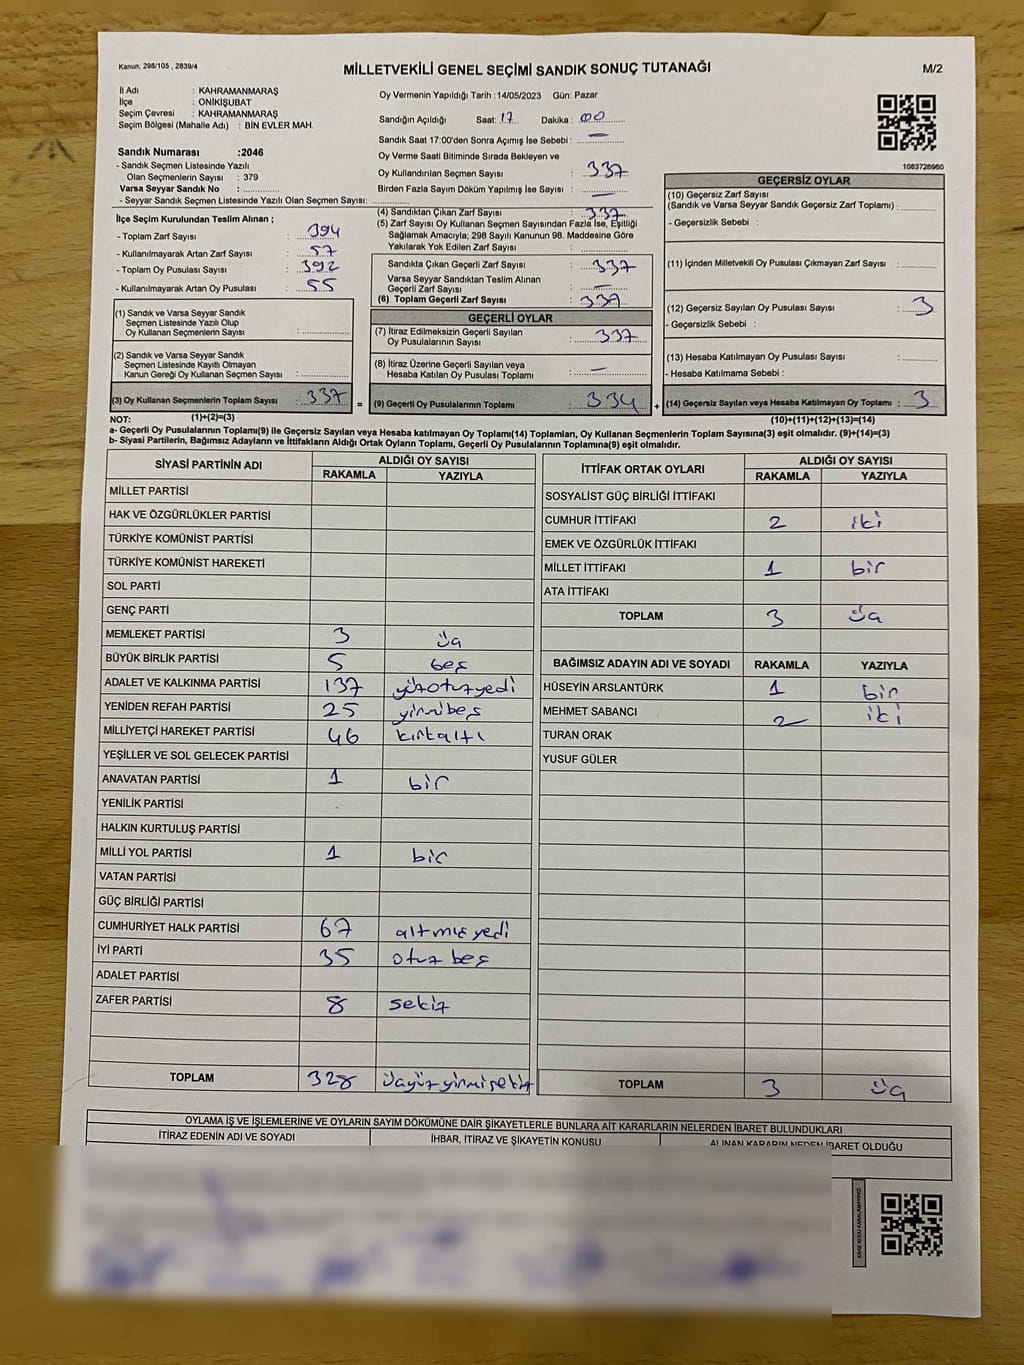 Kanun; 298/105 , 2839/4
MİLLETVEKİLİ GENEL SEÇİMİ SANDIK SONUÇ TUTANAĞI
M/2
İl Adı : KAHRAMANMARAŞ
İlçe : ONİKİŞUBAT
Seçim Çevresi : KAHRAMANMARAŞ
Seçim Bölgesi (Mahalle Adı) : BİN EVLER MAH.
Sandık Numarası :2046
- Sandık Seçmen Listesinde Yazılı
Olan Seçmenlerin Sayısı : 379
Varsa Seyyar Sandık No :
- Seyyar Sandık Seçmen Listesinde Yazılı Olan Seçmen Sayısı:
Oy Vermenin Yapıldığı Tarih :14/05/2023 Gün: Pazar
Sandığın Açıldığı Saat: 17 Dakika : 00
Sandık Saat 17:00'den Sonra Açımış İse Sebebi : —
Oy Verme Saati Bitiminde Sırada Bekleyen ve
Oy Kullandırılan Seçmen Sayısı : 337
Birden Fazla Sayım Döküm Yapılmış İse Sayısı : —
1083726960
İlçe Seçim Kurulundan Teslim Alınan ;
- Toplam Zarf Sayısı : 394
- Kullanılmayarak Artan Zarf Sayısı : 57
- Toplam Oy Pusulası Sayısı : 392
- Kullanılmayarak Artan Oy Pusulası : 55
(1) Sandık ve Varsa Seyyar Sandık
Seçmen Listesinde Yazılı Olup
Oy Kullanan Seçmenlerin Sayısı :
(2) Sandık ve Varsa Seyyar Sandık
Seçmen Listesinde Kayıtlı Olmayan
Kanun Gereği Oy Kullanan Seçmen Sayısı :
(3) Oy Kullanan Seçmenlerin Toplam Sayısı : 337 =
(1)+(2)=(3)
(4) Sandıktan Çıkan Zarf Sayısı : 337
(5) Zarf Sayısı Oy Kullanan Seçmen Sayısından Fazla İse, Eşitliği
Sağlamak Amacıyla; 298 Sayılı Kanunun 98. Maddesine Göre
Yakılarak Yok Edilen Zarf Sayısı :
Sandıkta Çıkan Geçerli Zarf Sayısı : 337
Varsa Seyyar Sandıktan Teslim Alınan
Geçerli Zarf Sayısı : —
(6) Toplam Geçerli Zarf Sayısı : 337
GEÇERLİ OYLAR
(7) İtiraz Edilmeksizin Geçerli Sayılan
Oy Pusulalarının Sayısı : 337
(8) İtiraz Üzerine Geçerli Sayılan veya
Hesaba Katılan Oy Pusulası Toplamı : —
(9) Geçerli Oy Pusulalarının Toplamı : 334 +
GEÇERSİZ OYLAR
(10) Geçersiz Zarf Sayısı
(Sandık ve Varsa Seyyar Sandık Geçersiz Zarf Toplamı) :
- Geçersizlik Sebebi :
(11) İçinden Milletvekili Oy Pusulası Çıkmayan Zarf Sayısı :
(12) Geçersiz Sayılan Oy Pusulası Sayısı : 3
- Geçersizlik Sebebi :
(13) Hesaba Katılmayan Oy Pusulası Sayısı :
- Hesaba Katılmama Sebebi :
(14) Geçersiz Sayılan veya Hesaba Katılmayan Oy Toplamı : 3
(10)+(11)+(12)+(13)=(14)
NOT:
a- Geçerli Oy Pusulalarının Toplamı(9) ile Geçersiz Sayılan veya Hesaba katılmayan Oy Toplamı(14) Toplamları, Oy Kullanan Seçmenlerin Toplam Sayısına(3) eşit olmalıdır. (9)+(14)=(3)
b- Siyasi Partilerin, Bağımsız Adayların ve İttifakların Aldığı Ortak Oyların Toplamı, Geçerli Oy Pusulalarının Toplamına(9) eşit olmalıdır.
SİYASİ PARTİNİN ADI ALDIĞI OY SAYISI
RAKAMLA YAZIYLA
MİLLET PARTİSİ
HAK VE ÖZGÜRLÜKLER PARTİSİ
TÜRKİYE KOMÜNİST PARTİSİ
TÜRKİYE KOMÜNİST HAREKETİ
SOL PARTİ
GENÇ PARTİ
MEMLEKET PARTİSİ 3 üç
BÜYÜK BİRLİK PARTİSİ 5 beş
ADALET VE KALKINMA PARTİSİ 137 yüzotuzyedi
YENİDEN REFAH PARTİSİ 25 yirmibeş
MİLLİYETÇİ HAREKET PARTİSİ 46 kırkaltı
YEŞİLLER VE SOL GELECEK PARTİSİ
ANAVATAN PARTİSİ 1 bir
YENİLİK PARTİSİ
HALKIN KURTULUŞ PARTİSİ
MİLLİ YOL PARTİSİ 1 bir
VATAN PARTİSİ
GÜÇ BİRLİĞİ PARTİSİ
CUMHURİYET HALK PARTİSİ 67 altmış yedi
İYİ PARTİ 35 otuz beş
ADALET PARTİSİ
ZAFER PARTİSİ 8 sekiz
TOPLAM 328 üçyüzyirmisekiz
İTTİFAK ORTAK OYLARI ALDIĞI OY SAYISI
RAKAMLA YAZIYLA
SOSYALİST GÜÇ BİRLİĞİ İTTİFAKI
CUMHUR İTTİFAKI 2 iki
EMEK VE ÖZGÜRLÜK İTTİFAKI
MİLLET İTTİFAKI 1 bir
ATA İTTİFAKI
TOPLAM 3 üç
BAĞIMSIZ ADAYIN ADI VE SOYADI RAKAMLA YAZIYLA
HÜSEYİN ARSLANTÜRK 1 bir
MEHMET SABANCI 2 iki
TURAN ORAK
YUSUF GÜLER
TOPLAM 3 üç
OYLAMA İŞ VE İŞLEMLERİNE VE OYLARIN SAYIM DÖKÜMÜNE DAİR ŞİKAYETLERLE BUNLARA AİT KARARLARIN NELERDEN İBARET BULUNDUKLARI
İTİRAZ EDENİN ADI VE SOYADI İHBAR, İTİRAZ VE ŞİKAYETİN KONUSU ALINAN KARARIN NEDEN İBARET OLDUĞU